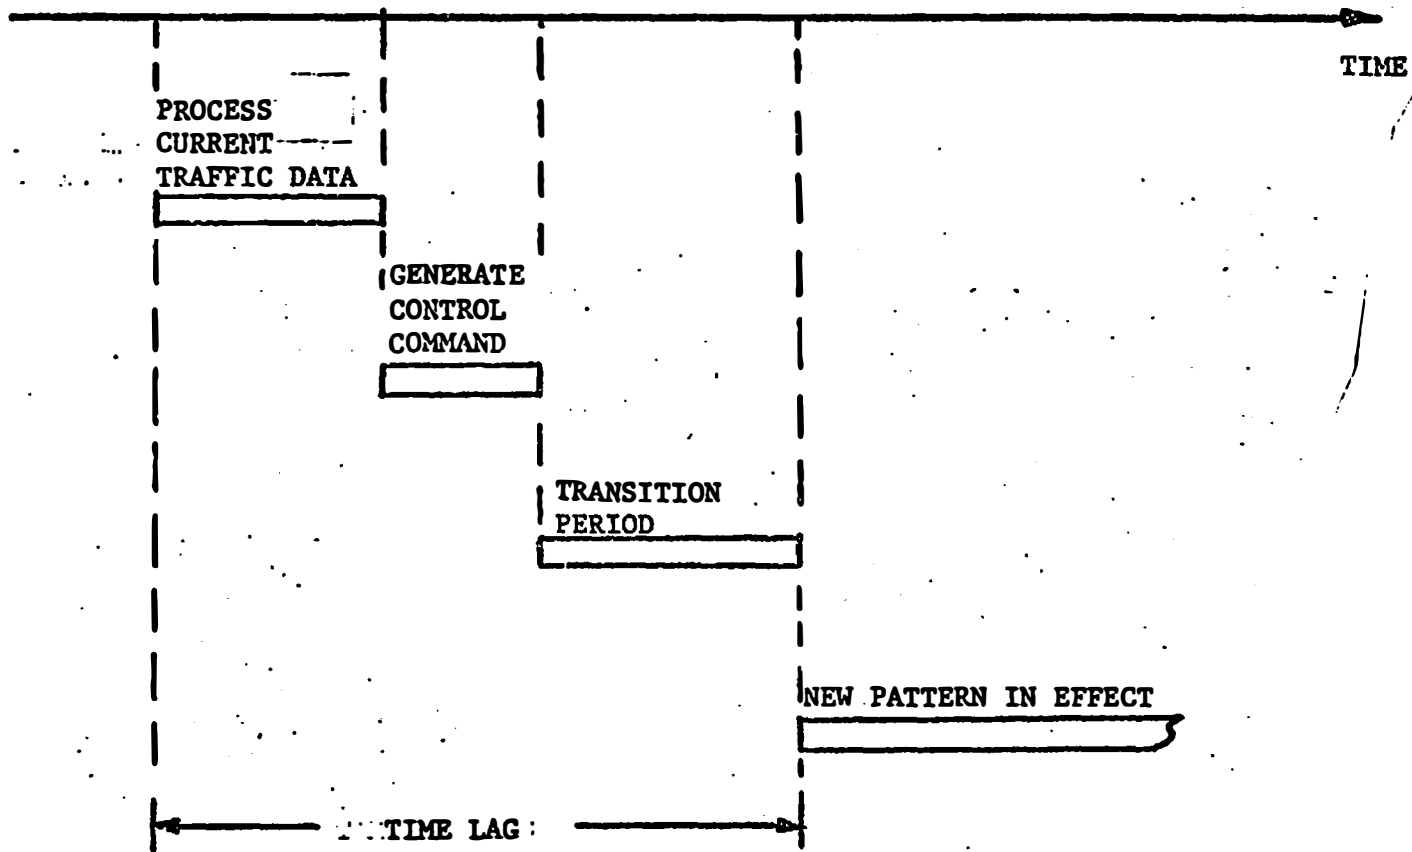 TIME
PROCESS
CURRENT
TRAFFIC DATA
GENERATE
CONTROL
COMMAND
TRANSITION
PERIOD
NEW PATTERN IN EFFECT
TIME LAG